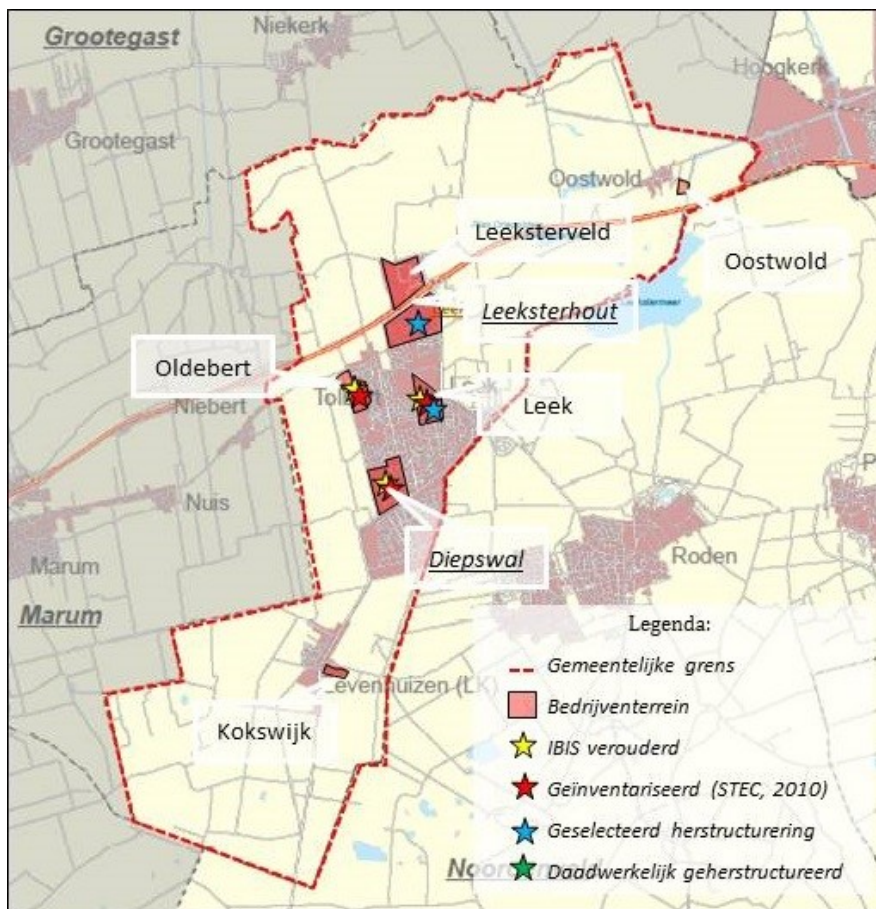 Grootegast
Niekerk
Hoogkerk
Grootegast
Oostwold
Leeksterveld
Oostwold
Leeksterhout
Oldebert
Niebert
Leek
Nuis
Diepswal
Roden
Marum
Marum
Kokswijk
Legenda:
Gemeentelijke grens
Bedrijventerrein
IBIS verouderd
Geïnventariseerd (STEC, 2010)
Geselecteerd herstructurering
Daadwerkelijk geherstructureerd